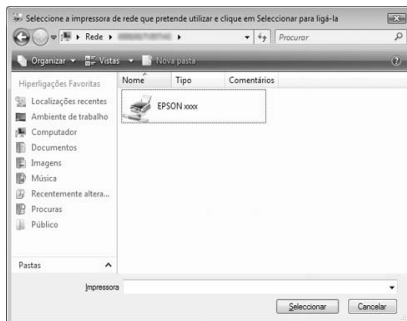 Seleccione a impressora de rede que pretende utilizar e clique em Seleccionar para ligá-la
Rede
Procurar
Organizar Vistas Nova pasta
Hiperligações Favoritas
Localizações recentes
Ambiente de trabalho
Computador
Documentos
Imagens
Música
Recentemente altera...
Procuras
Público
Pastas
Nome Tipo Comentários
EPSON xxxx
Impressora
Seleccionar Cancelar